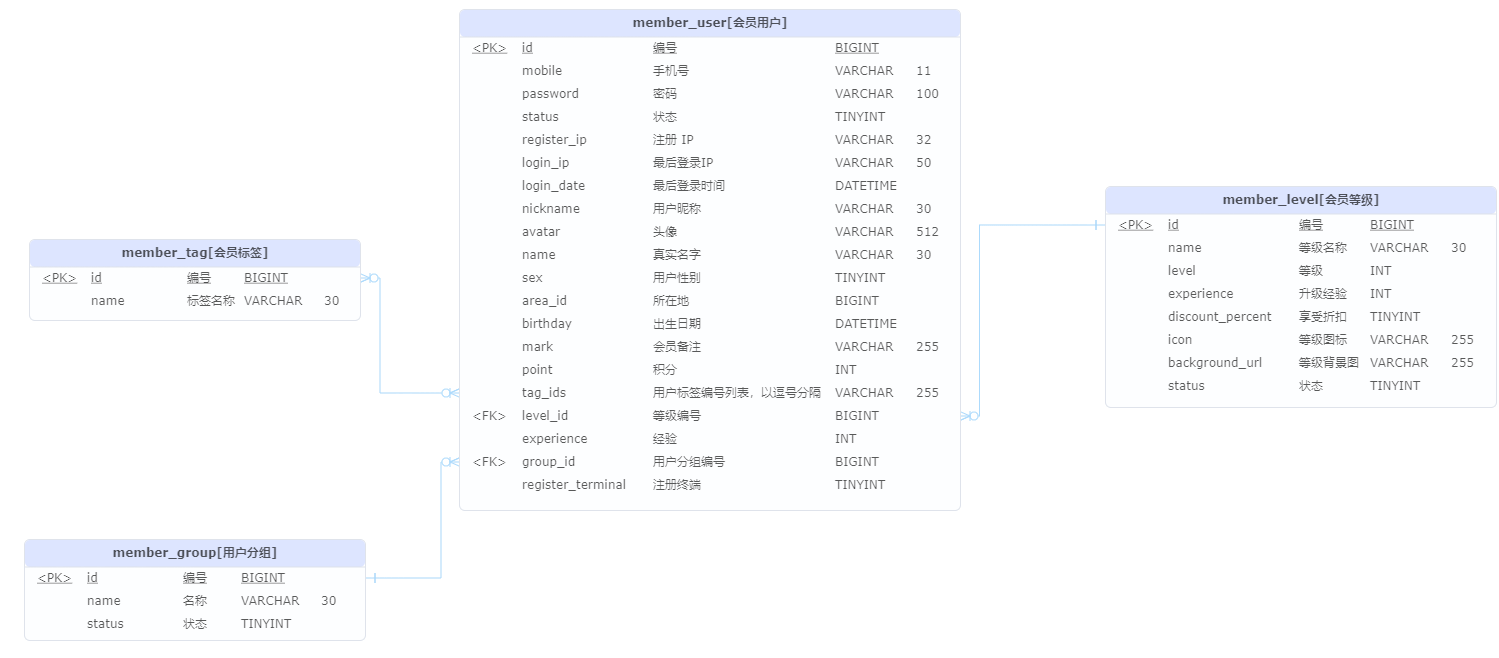 member_user[会员用户]
<PK> id 编号 BIGINT
mobile 手机号 VARCHAR 11
password 密码 VARCHAR 100
status 状态 TINYINT
register_ip 注册 IP VARCHAR 32
login_ip 最后登录IP VARCHAR 50
login_date 最后登录时间 DATETIME
nickname 用户昵称 VARCHAR 30
avatar 头像 VARCHAR 512
name 真实名字 VARCHAR 30
sex 用户性别 TINYINT
area_id 所在地 BIGINT
birthday 出生日期 DATETIME
mark 会员备注 VARCHAR 255
point 积分 INT
tag_ids 用户标签编号列表，以逗号分隔 VARCHAR 255
<FK> level_id 等级编号 BIGINT
experience 经验 INT
<FK> group_id 用户分组编号 BIGINT
register_terminal 注册终端 TINYINT
member_level[会员等级]
<PK> id 编号 BIGINT
name 等级名称 VARCHAR 30
level 等级 INT
experience 升级经验 INT
discount_percent 享受折扣 TINYINT
icon 等级图标 VARCHAR 255
background_url 等级背景图 VARCHAR 255
status 状态 TINYINT
member_tag[会员标签]
<PK> id 编号 BIGINT
name 标签名称 VARCHAR 30
member_group[用户分组]
<PK> id 编号 BIGINT
name 名称 VARCHAR 30
status 状态 TINYINT